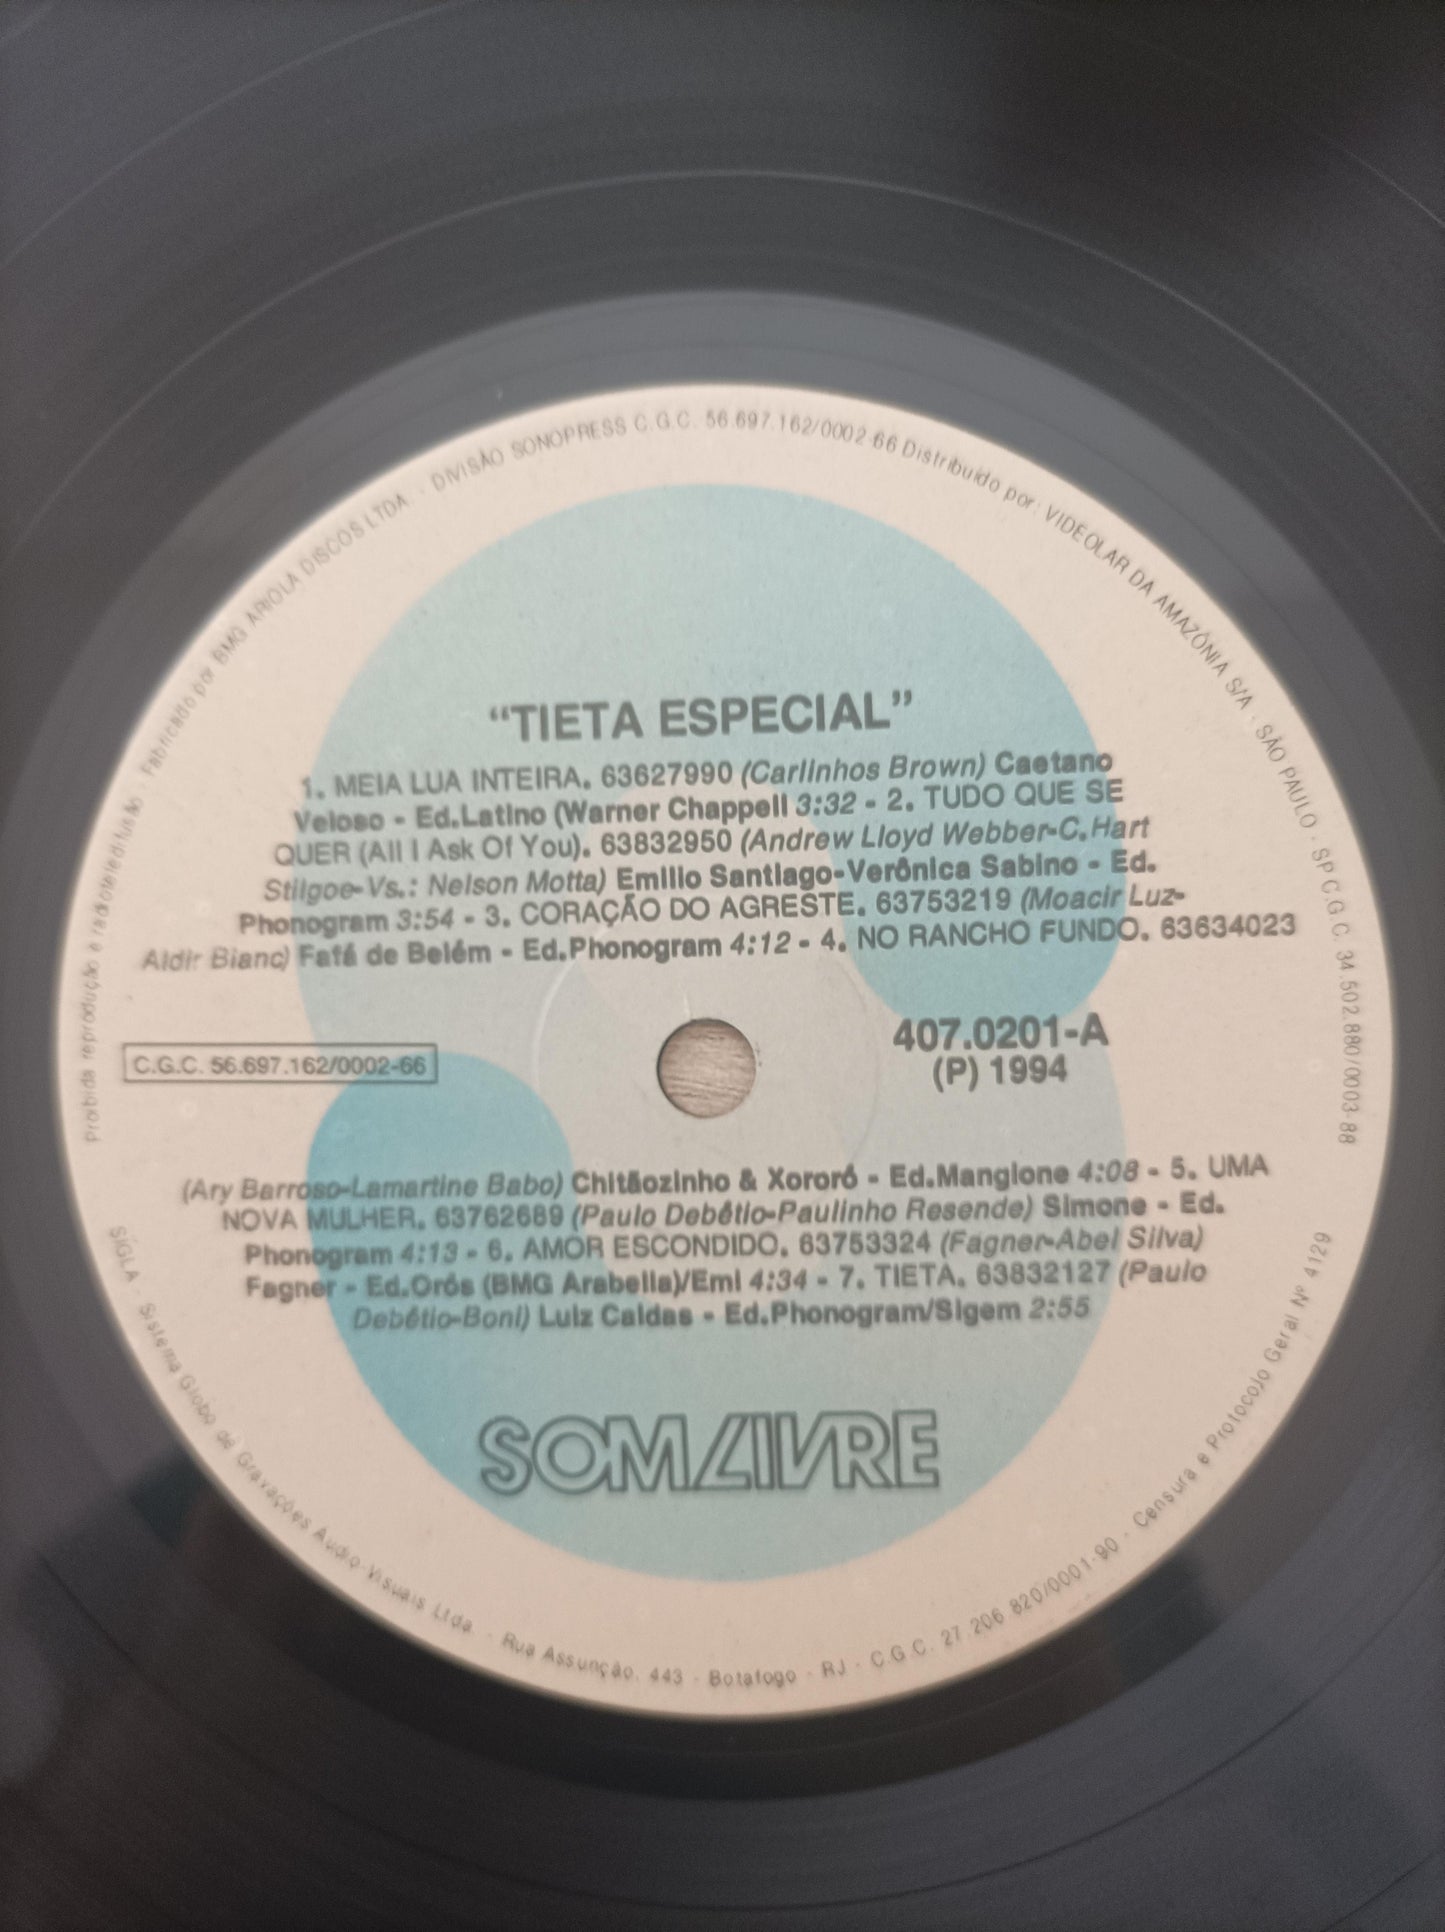 Proibida reprodução e radioteledifusão · Fabricado por BMG ARIOLA DISCOS LTDA · DIVISÃO SONOPRESS C.G.C. 56.697.162/0002-66 Distribuído por: VIDEOLAR DA AMAZÔNIA S/A · SÃO PAULO · SP C.G.C. 34.502.880/0003-88
“TIETA ESPECIAL”
1. MEIA LUA INTEIRA. 63627990 (Carlinhos Brown) Caetano
Veloso - Ed.Latino (Warner Chappell 3:32 - 2. TUDO QUE SE
QUER (All I Ask Of You). 63832950 (Andrew Lloyd Webber-C.Hart
Stilgoe-Vs.: Nelson Motta) Emilio Santiago-Verônica Sabino - Ed.
Phonogram 3:54 - 3. CORAÇÃO DO AGRESTE. 63753219 (Moacir Luz-
Aldir Bianc) Fafá de Belém - Ed.Phonogram 4:12 - 4. NO RANCHO FUNDO. 63634023
407.0201-A
C.G.C. 56.697.162/0002-66
(P) 1994
(Ary Barroso-Lamartine Babo) Chitãozinho & Xororó - Ed.Mangione 4:08 - 5. UMA
NOVA MULHER. 63762689 (Paulo Debétio-Paulinho Resende) Simone - Ed.
Phonogram 4:13 - 6. AMOR ESCONDIDO. 63753324 (Fagner-Abel Silva)
Fagner - Ed.Orós (BMG Arabella)/Emi 4:34 - 7. TIETA. 63832127 (Paulo
Debétio-Boni) Luiz Caldas - Ed.Phonogram/Sigem 2:55
SOM LIVRE
SIGLA - Sistema Globo de Gravações Audio-Visuais Ltda. - Rua Assunção, 443 - Botafogo - RJ - C.G.C. 27.206.820/0001-90 - Censura e Protocolo Geral Nº 4129